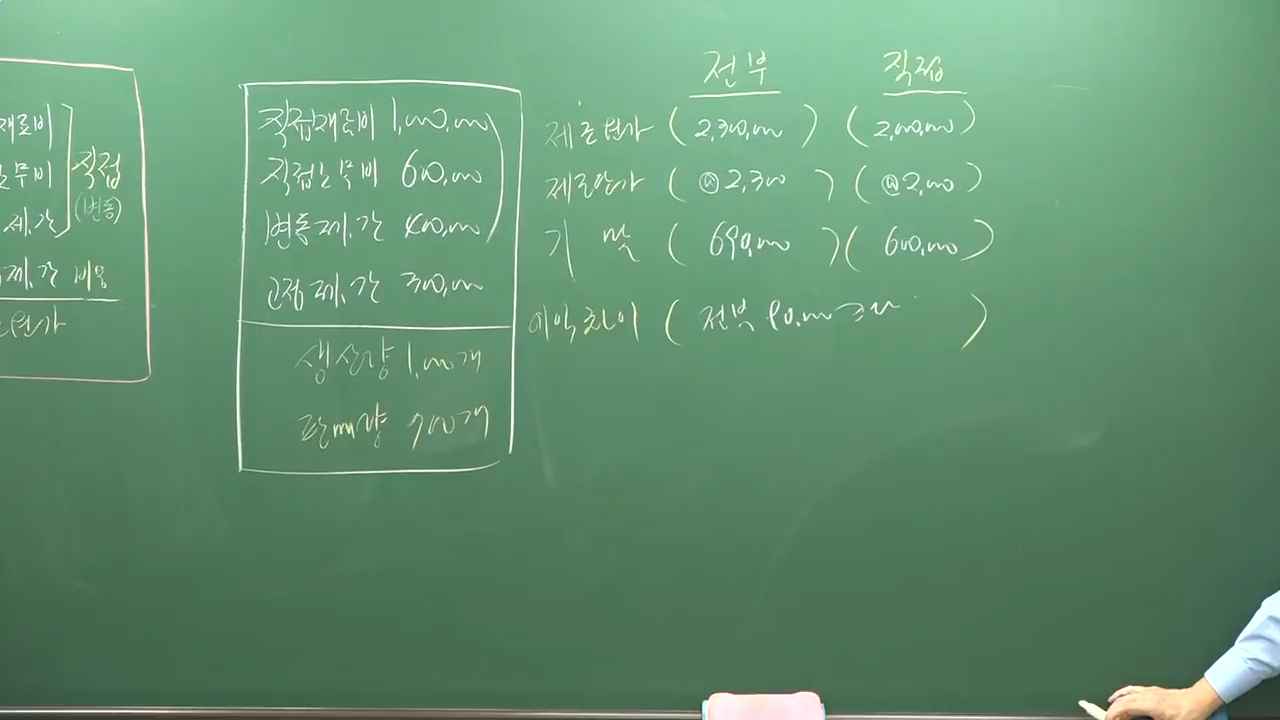 재료비
노무비
제.간
직접
(변동)
제.간 비용
원가
직접재료비 1,000,000
직접노무비 600,000
변동제.간 400,000
고정제.간 300,000
생산량 1,000개
판매량 700개
전부 직접
제조원가 ( 2,300,000 ) ( 2,000,000 )
제조단가 ( @2,300 ) ( @2,000 )
기말 ( 690,000 ) ( 600,000 )
이익차이 ( 전부 90,000 크다 )